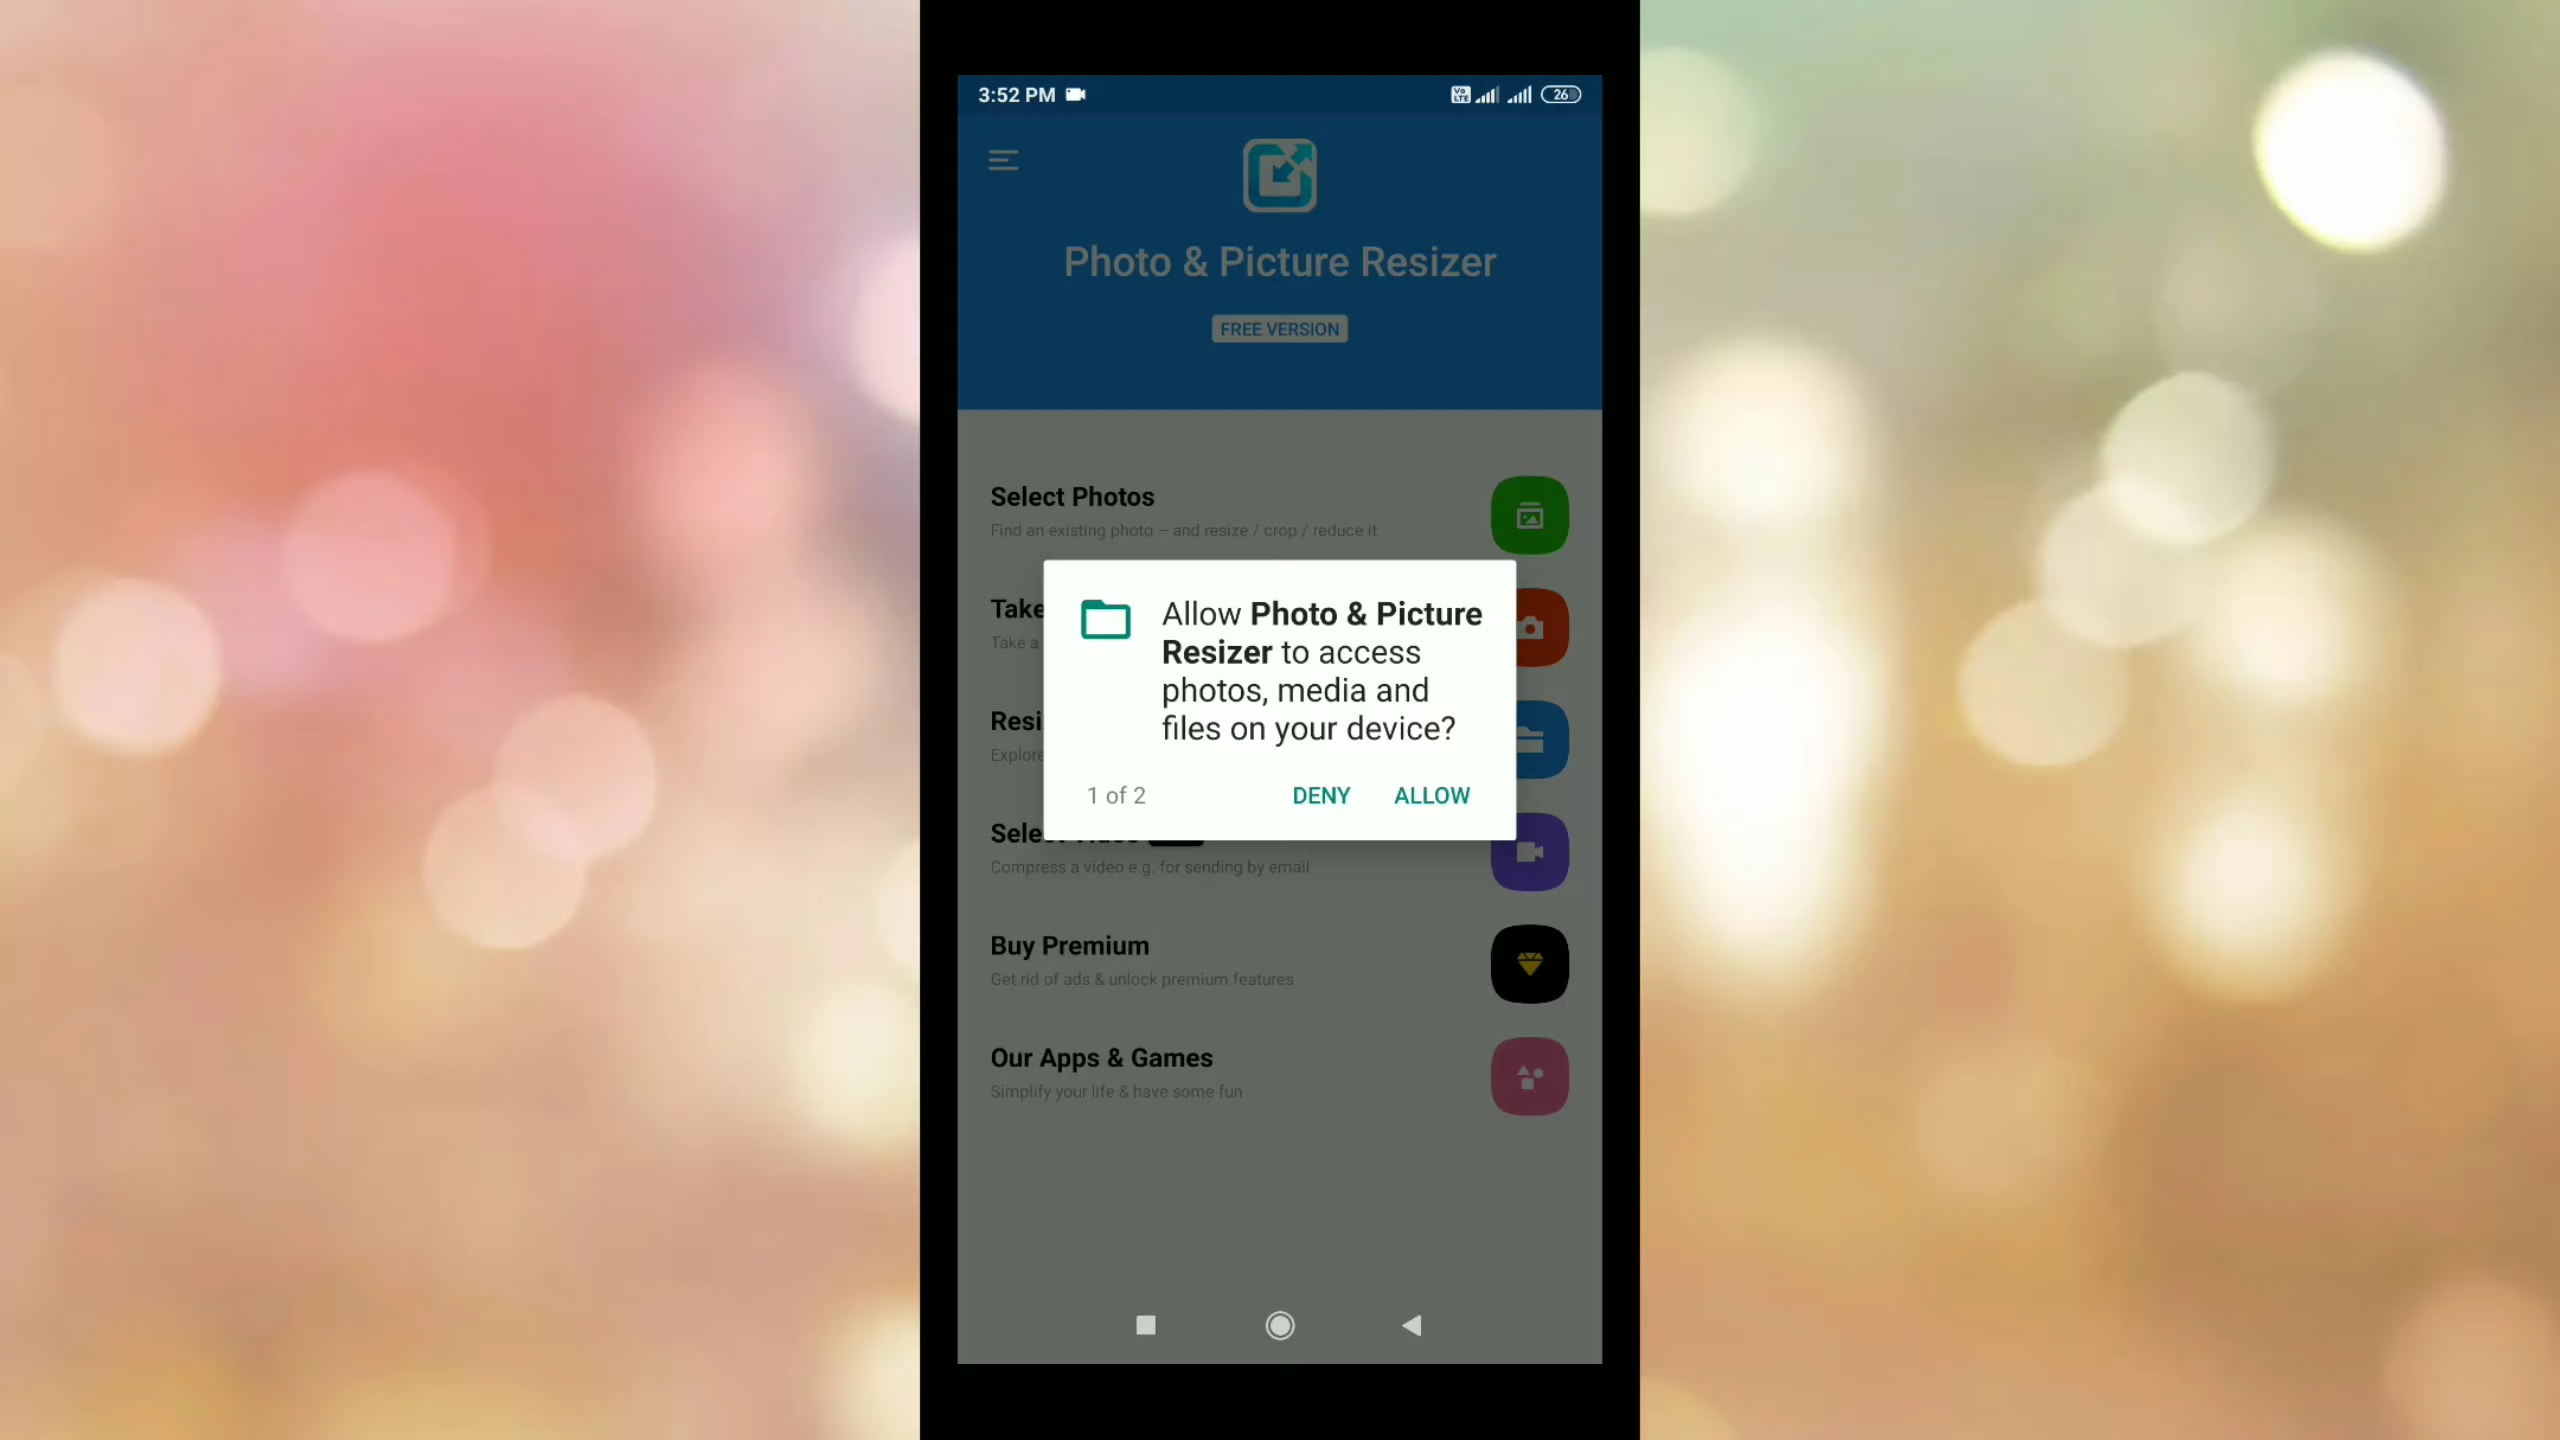 3:52 PM
Vo LTE
26
Photo & Picture Resizer
FREE VERSION
Select Photos
Find an existing photo – and resize / crop / reduce it
Take
Take a
Resi
Explore
Allow Photo & Picture
Resizer to access
photos, media and
files on your device?
1 of 2 DENY ALLOW
Sele
Compress a video e.g. for sending by email
Buy Premium
Get rid of ads & unlock premium features
Our Apps & Games
Simplify your life & have some fun